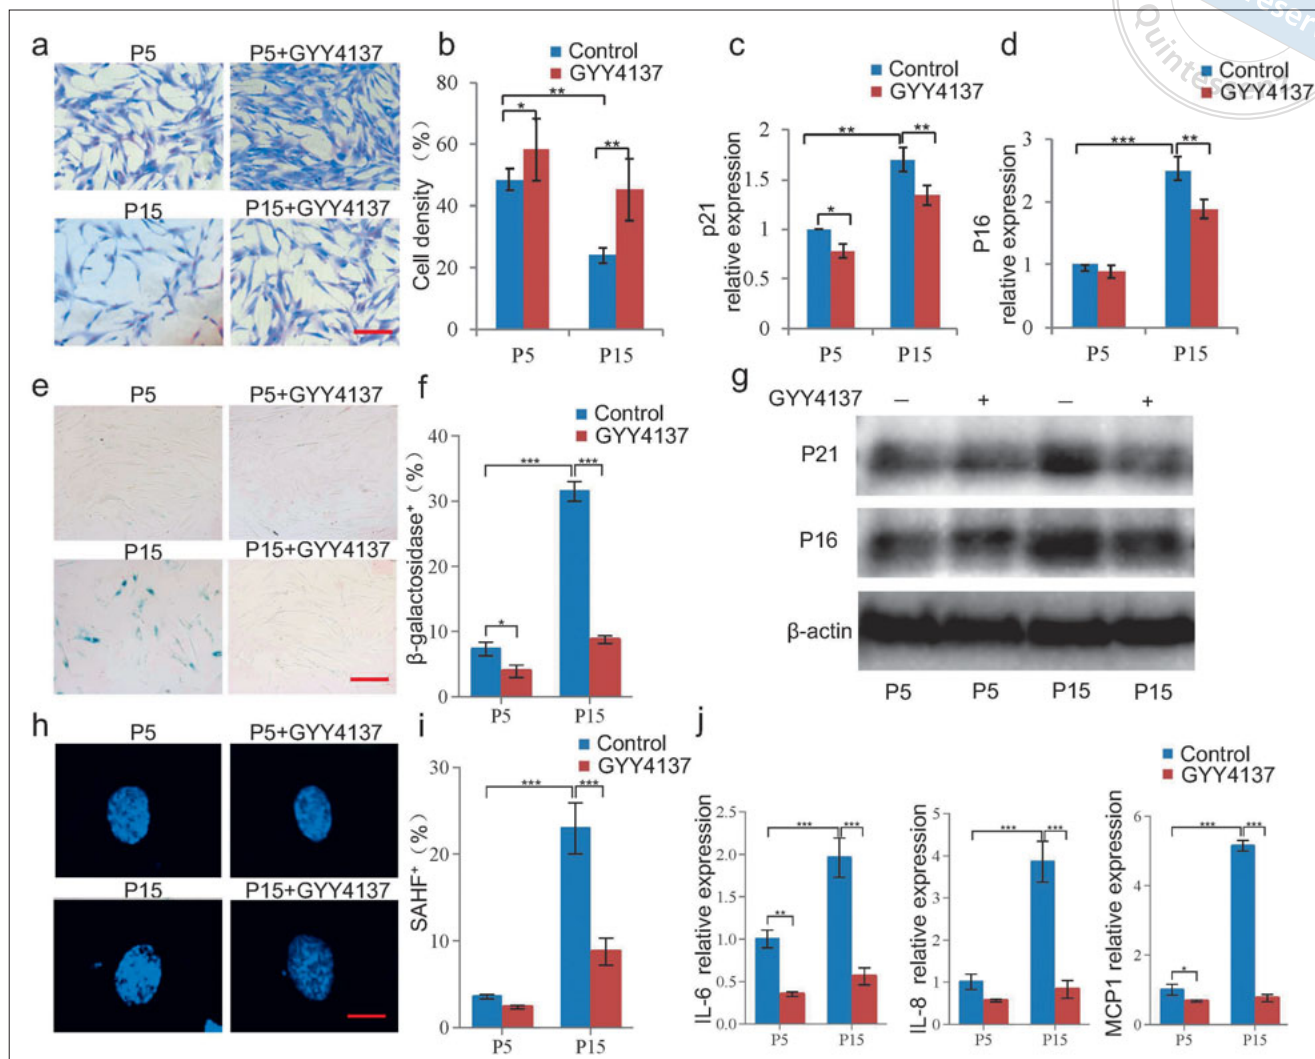 a
P5
P5+GYY4137
P15
P15+GYY4137
b
Control
GYY4137
Cell density (%)
80
60
40
20
0
**
*
**
P5
P15
c
Control
GYY4137
p21
relative expression
2
1.5
1
0.5
0
**
**
*
P5
P15
d
Control
GYY4137
P16
relative expression
3
2
1
0
***
**
P5
P15
Quintessen
e
P5
P5+GYY4137
P15
P15+GYY4137
f
Control
GYY4137
β-galactosidase+ (%)
40
30
20
10
0
***
***
*
P5
P15
g
GYY4137 – + – +
P21
P16
β-actin
P5 P5 P15 P15
h
P5
P5+GYY4137
P15
P15+GYY4137
i
Control
GYY4137
SAHF+ (%)
30
20
10
0
***
***
P5
P15
j
Control
GYY4137
IL-6 relative expression
2.5
2.0
1.5
1.0
0.5
0
***
***
**
P5
P15
IL-8 relative expression
5
4
3
2
1
0
***
***
P5
P15
MCP1 relative expression
6
4
2
0
***
***
*
P5
P15